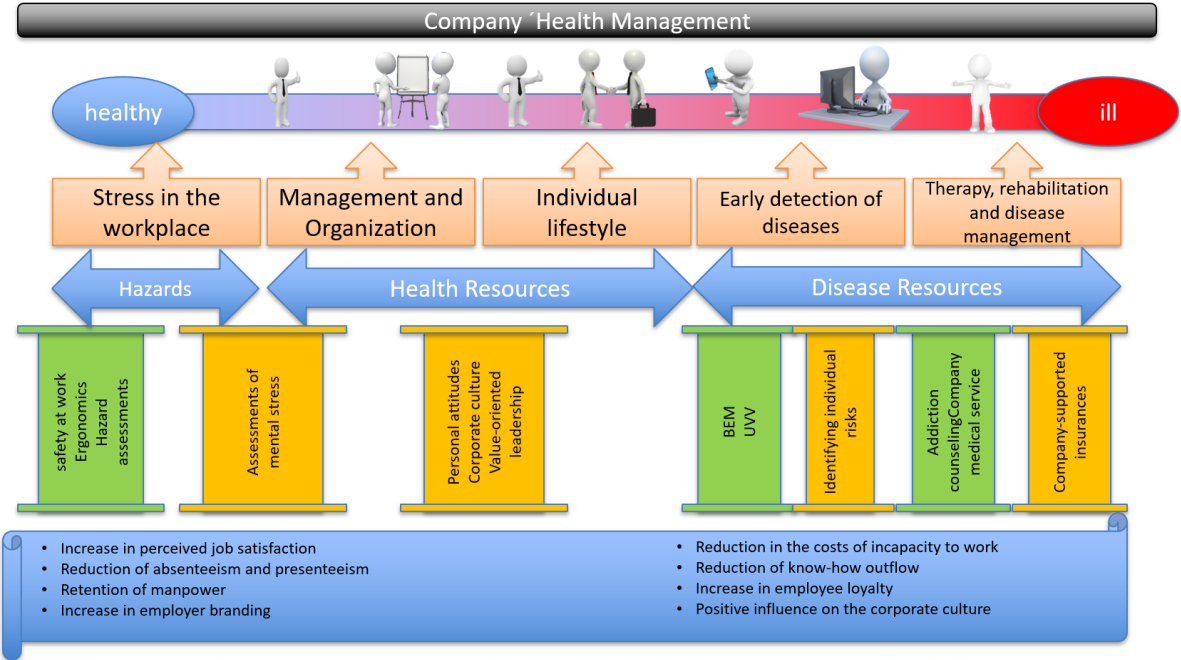 Company ´Health Management
healthy
ill
Stress in the
workplace
Management and
Organization
Individual
lifestyle
Early detection of
diseases
Therapy, rehabilitation
and disease
management
Hazards
Health Resources
Disease Resources
safety at work
Ergonomics
Hazard
assessments
Assessments of
mental stress
Personal attitudes
Corporate culture
Value-oriented
leadership
BEM
UVV
Identifying individual
risks
Addiction
counselingCompany
medical service
Company-supported
insurances
• Increase in perceived job satisfaction
• Reduction of absenteeism and presenteeism
• Retention of manpower
• Increase in employer branding
• Reduction in the costs of incapacity to work
• Reduction of know-how outflow
• Increase in employee loyalty
• Positive influence on the corporate culture